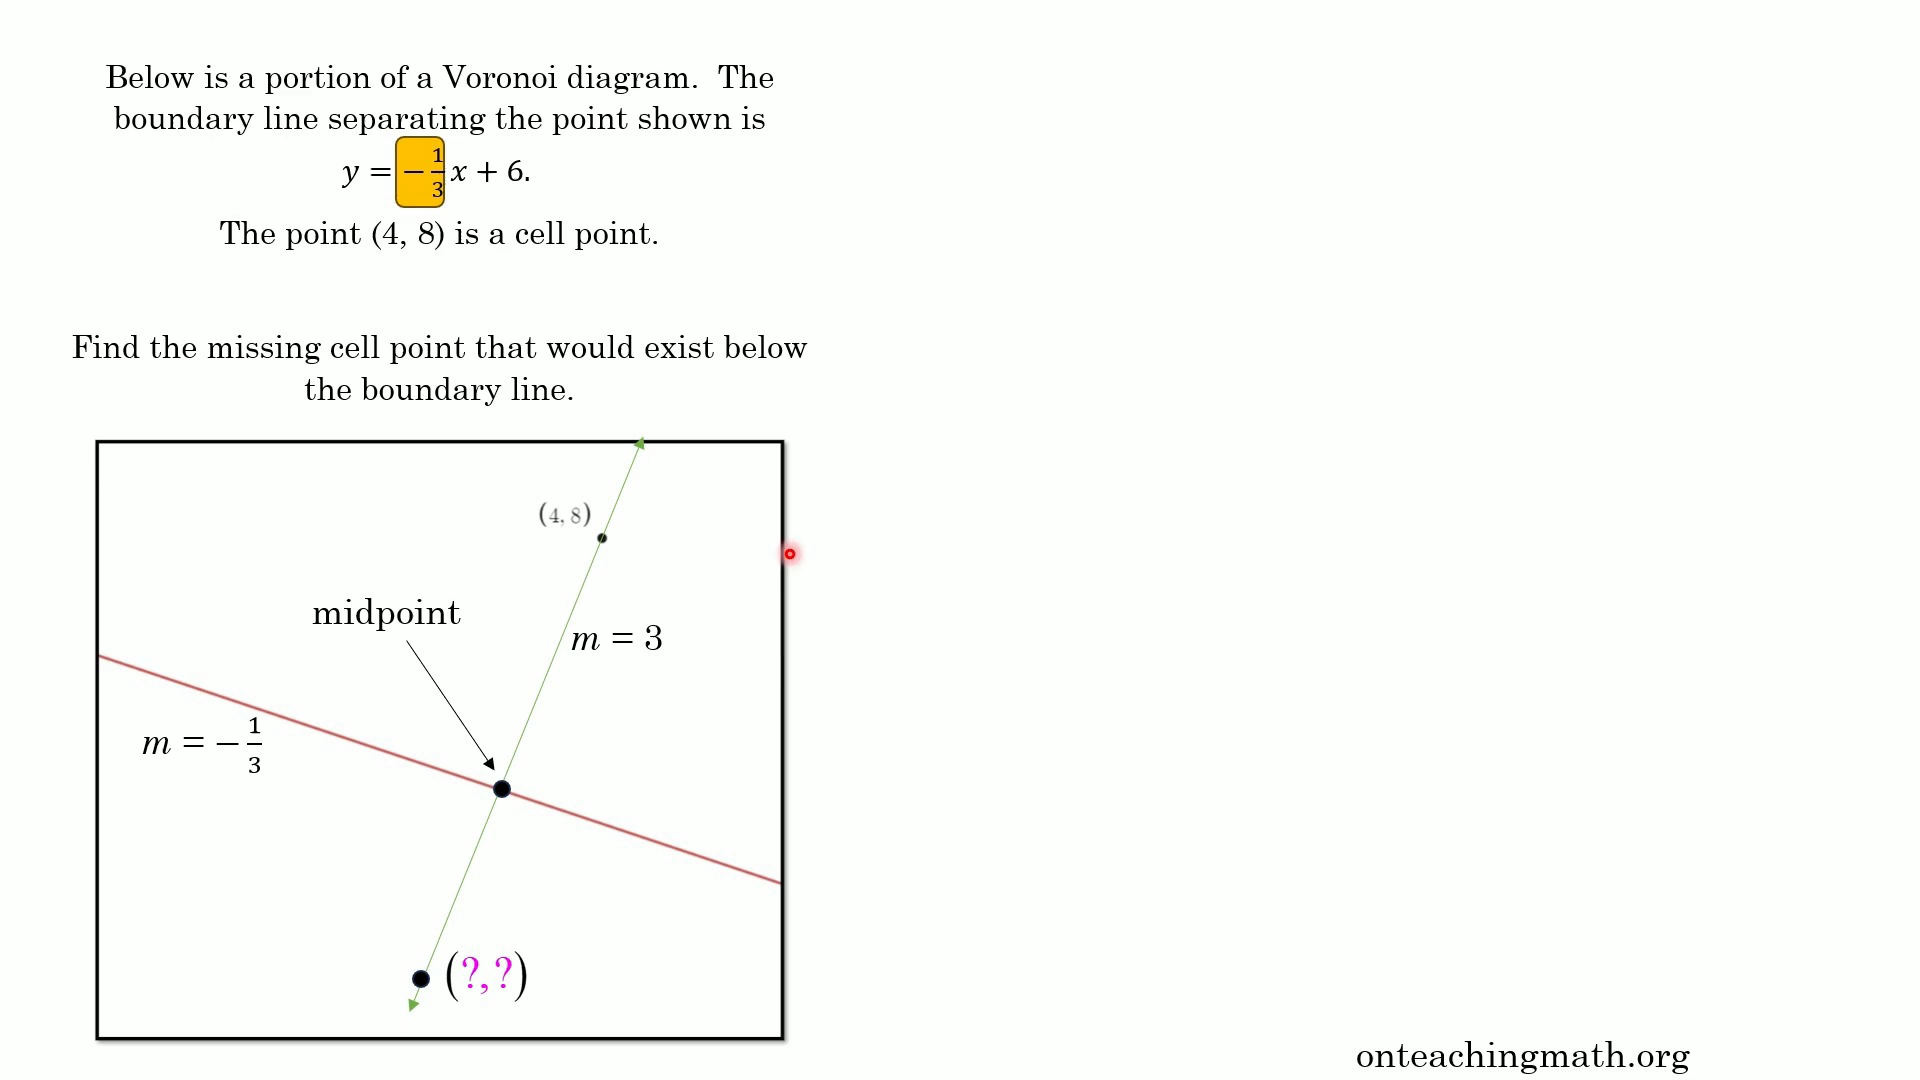 Below is a portion of a Voronoi diagram. The
boundary line separating the point shown is
y = −1/3 x + 6.
The point (4, 8) is a cell point.
Find the missing cell point that would exist below
the boundary line.
(4, 8)
midpoint
m = 3
m = −1/3
(?,?)
onteachingmath.org